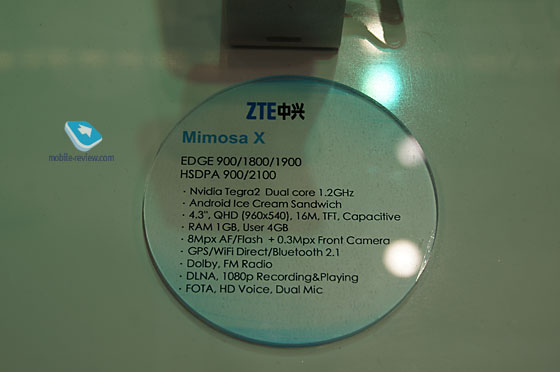 ZTE中兴
Mimosa X
mobile-review.com
EDGE 900/1800/1900
HSDPA 900/2100
· Nvidia Tegra2 Dual core 1.2GHz
· Android Ice Cream Sandwich
· 4.3", QHD (960x540), 16M, TFT, Capacitive
· RAM 1GB, User 4GB
· 8Mpx AF/Flash + 0.3Mpx Front Camera
· GPS/WiFi Direct/Bluetooth 2.1
· Dolby, FM Radio
· DLNA, 1080p Recording&Playing
· FOTA, HD Voice, Dual Mic